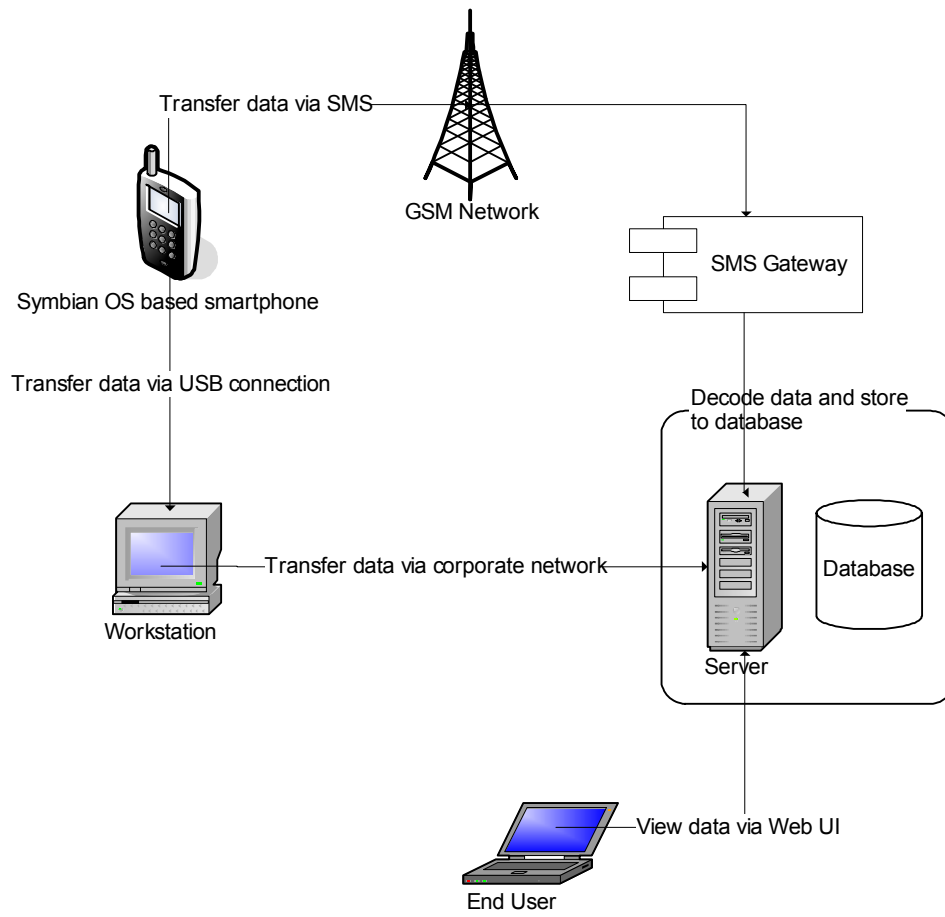 Transfer data via SMS
GSM Network
SMS Gateway
Symbian OS based smartphone
Transfer data via USB connection
Decode data and store
to database
Transfer data via corporate network
Database
Workstation
Server
View data via Web UI
End User